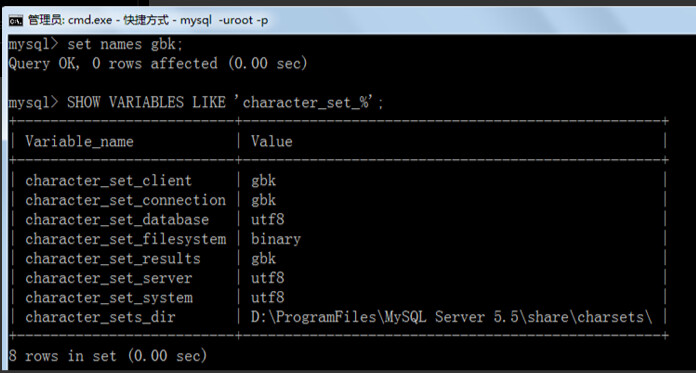 管理员: cmd.exe - 快捷方式 - mysql  -uroot -p
mysql> set names gbk;
Query OK, 0 rows affected (0.00 sec)
mysql> SHOW VARIABLES LIKE 'character_set_%';
+--------------------------+-----------------------------------------------+
| Variable_name            | Value                                         |
+--------------------------+-----------------------------------------------+
| character_set_client     | gbk                                           |
| character_set_connection | gbk                                           |
| character_set_database   | utf8                                          |
| character_set_filesystem | binary                                        |
| character_set_results    | gbk                                           |
| character_set_server     | utf8                                          |
| character_set_system     | utf8                                          |
| character_sets_dir       | D:\ProgramFiles\MySQL Server 5.5\share\charsets\ |
+--------------------------+-----------------------------------------------+
8 rows in set (0.00 sec)